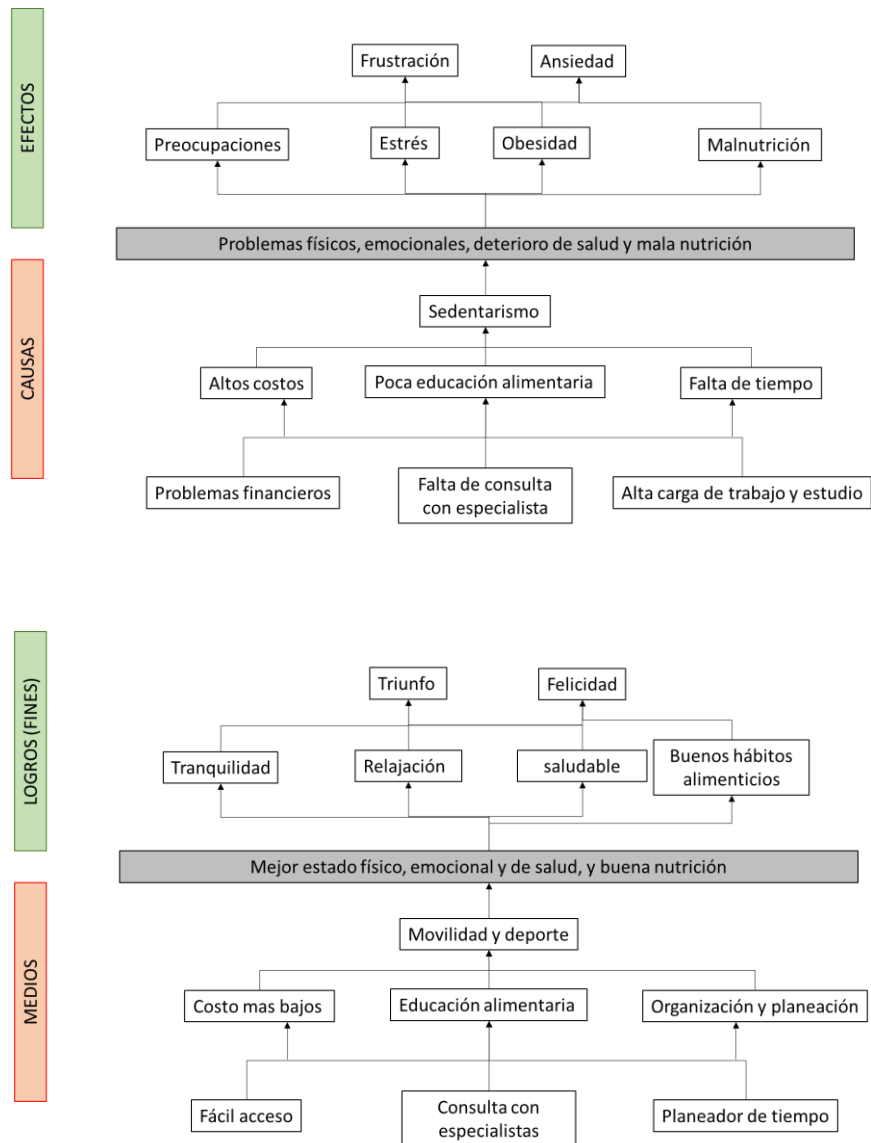 EFECTOS
Frustración
Ansiedad
Preocupaciones
Estrés
Obesidad
Malnutrición
Problemas físicos, emocionales, deterioro de salud y mala nutrición
CAUSAS
Sedentarismo
Altos costos
Poca educación alimentaria
Falta de tiempo
Problemas financieros
Falta de consulta
con especialista
Alta carga de trabajo y estudio
LOGROS (FINES)
Triunfo
Felicidad
Tranquilidad
Relajación
saludable
Buenos hábitos
alimenticios
Mejor estado físico, emocional y de salud, y buena nutrición
MEDIOS
Movilidad y deporte
Costo mas bajos
Educación alimentaria
Organización y planeación
Fácil acceso
Consulta con
especialistas
Planeador de tiempo